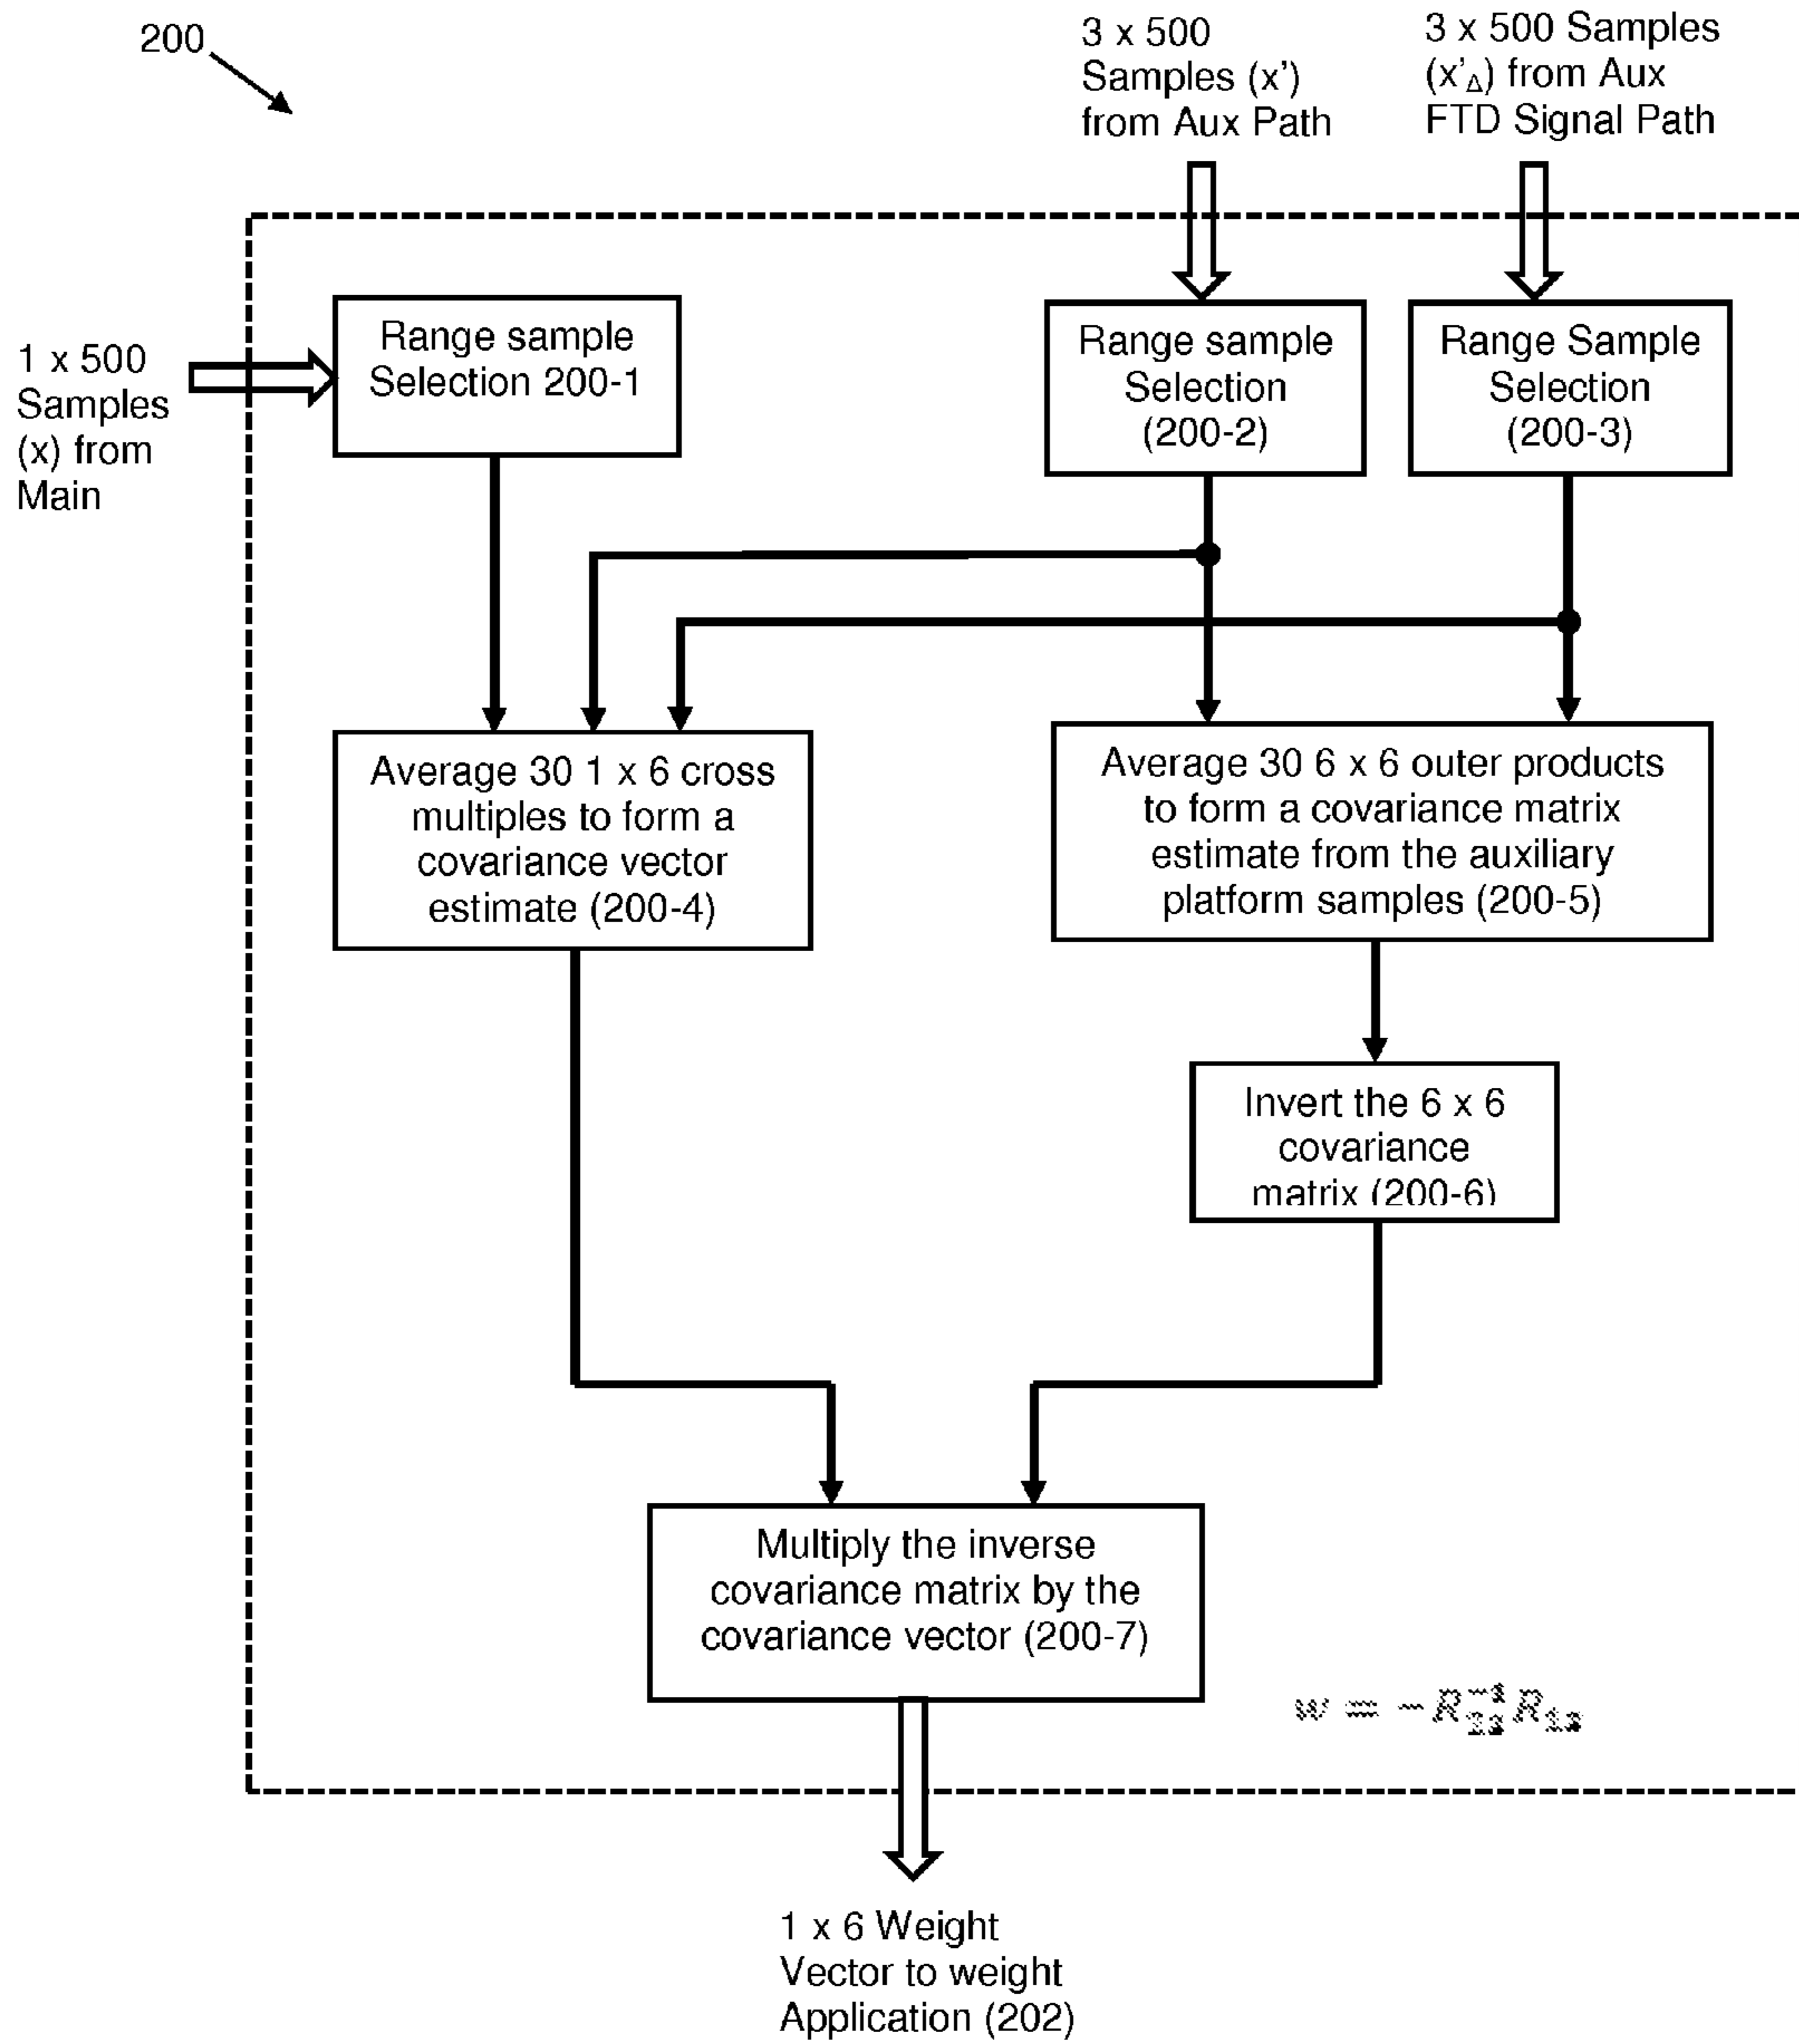 200
3 x 500
Samples (x')
from Aux Path
3 x 500 Samples
(x'Δ) from Aux
FTD Signal Path
1 x 500
Samples
(x) from
Main
Range sample
Selection 200-1
Range sample
Selection
(200-2)
Range Sample
Selection
(200-3)
Average 30 1 x 6 cross
multiples to form a
covariance vector
estimate (200-4)
Average 30 6 x 6 outer products
to form a covariance matrix
estimate from the auxiliary
platform samples (200-5)
Invert the 6 x 6
covariance
matrix (200-6)
Multiply the inverse
covariance matrix by the
covariance vector (200-7)
w = -R
1 x 6 Weight
Vector to weight
Application (202)